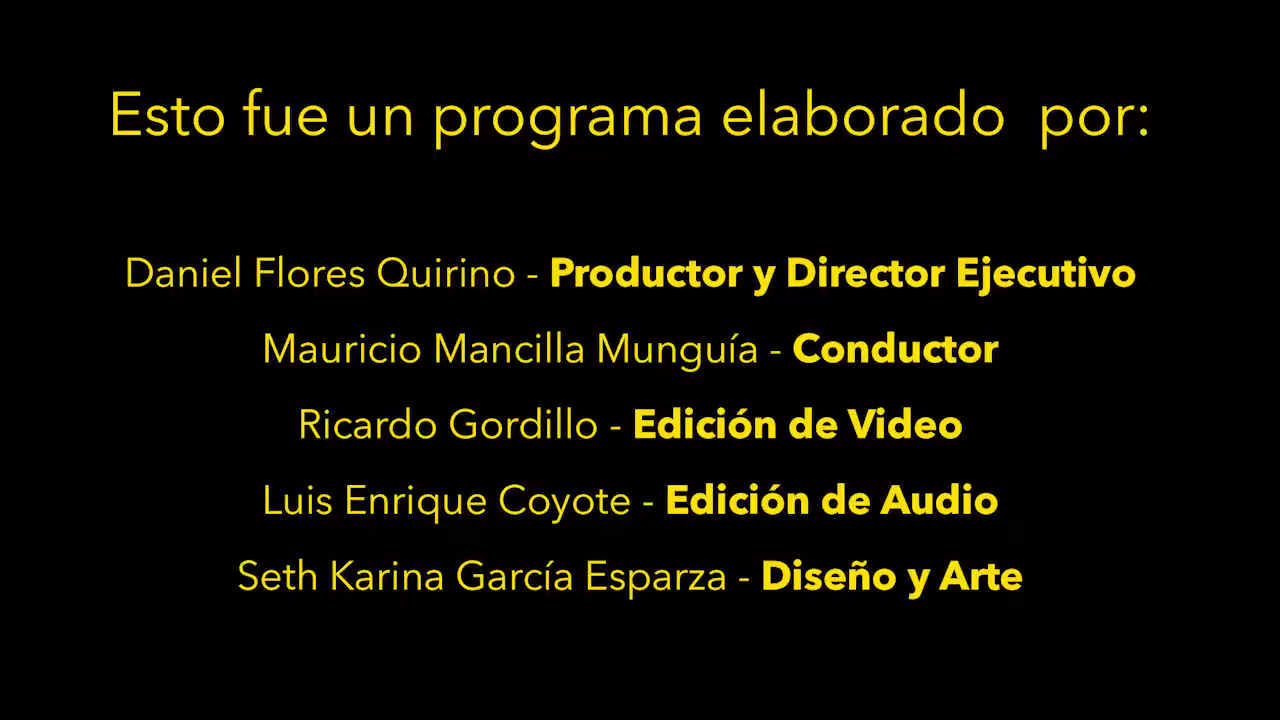 Esto fue un programa elaborado  por:
Daniel Flores Quirino - Productor y Director Ejecutivo
Mauricio Mancilla Munguía - Conductor
Ricardo Gordillo - Edición de Video
Luis Enrique Coyote - Edición de Audio
Seth Karina García Esparza - Diseño y Arte